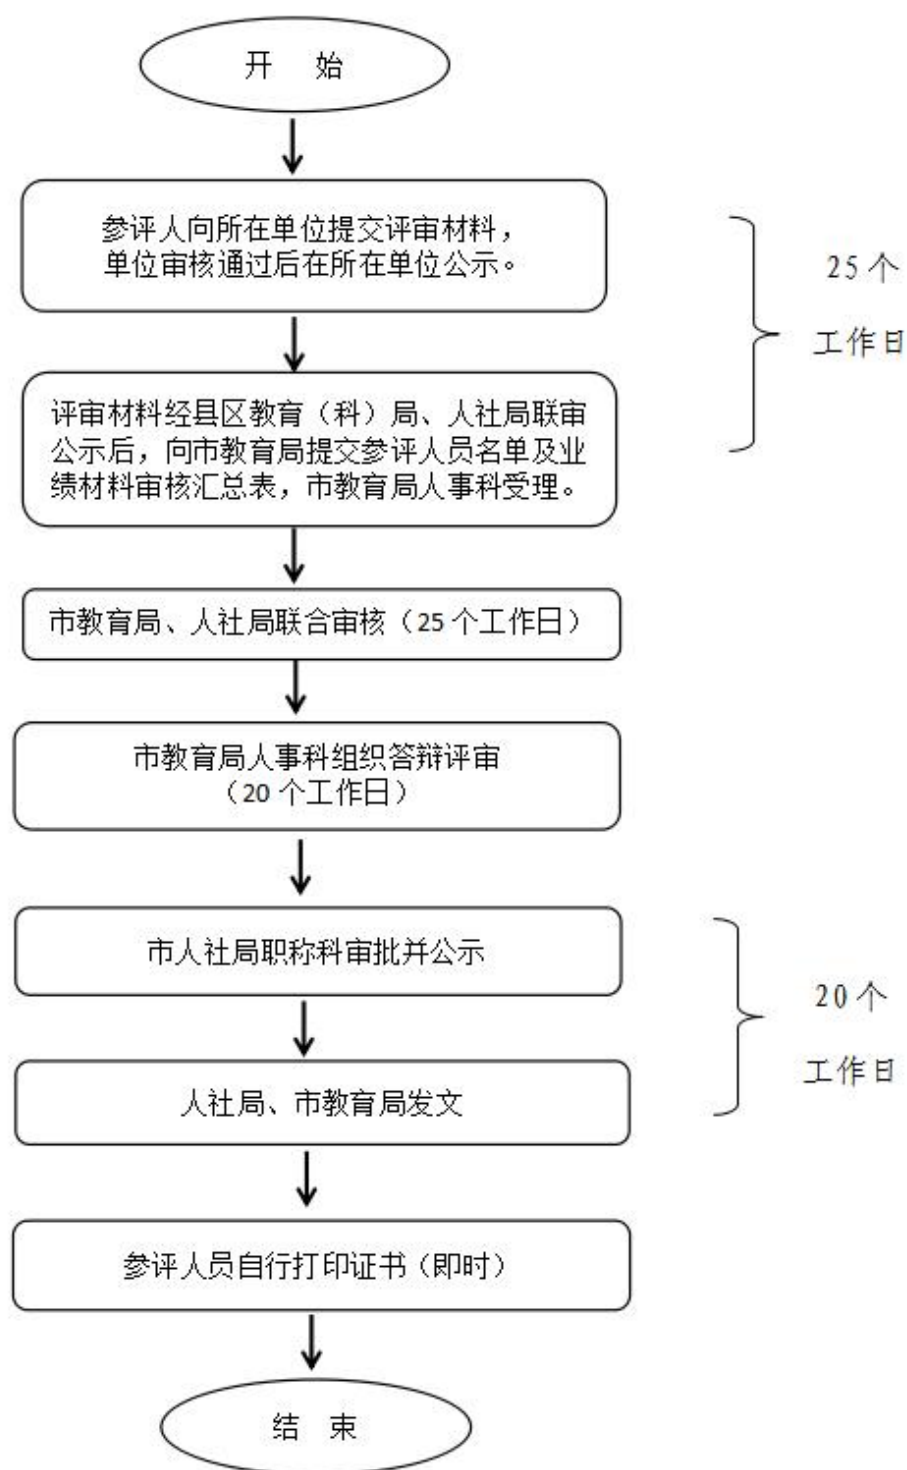 开 始
参评人向所在单位提交评审材料，
单位审核通过后在所在单位公示。
25个
工作日
评审材料经县区教育（科）局、人社局联审
公示后，向市教育局提交参评人员名单及业
绩材料审核汇总表，市教育局人事科受理。
市教育局、人社局联合审核（25个工作日）
市教育局人事科组织答辩评审
（20个工作日）
市人社局职称科审批并公示
20个
工作日
人社局、市教育局发文
参评人员自行打印证书（即时）
结 束